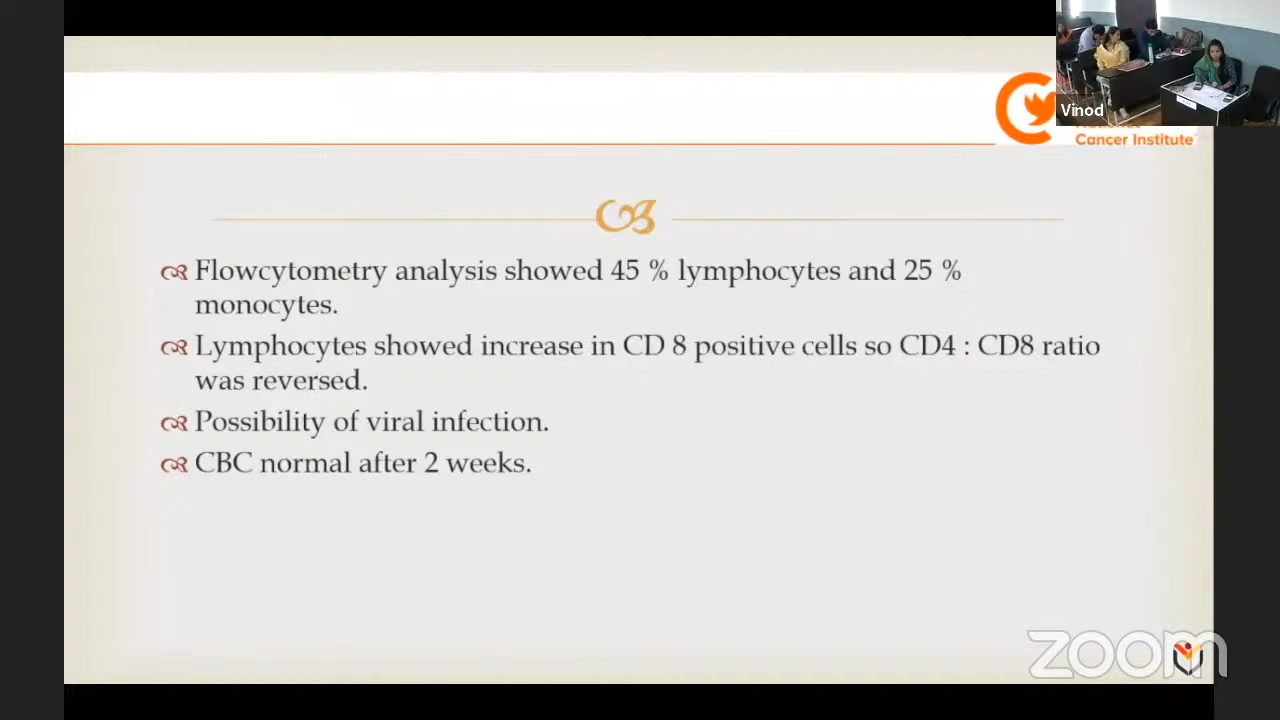 Vinod
Cancer Institute
Flowcytometry analysis showed 45 % lymphocytes and 25 %
monocytes.
Lymphocytes showed increase in CD 8 positive cells so CD4 : CD8 ratio
was reversed.
Possibility of viral infection.
CBC normal after 2 weeks.
zoom